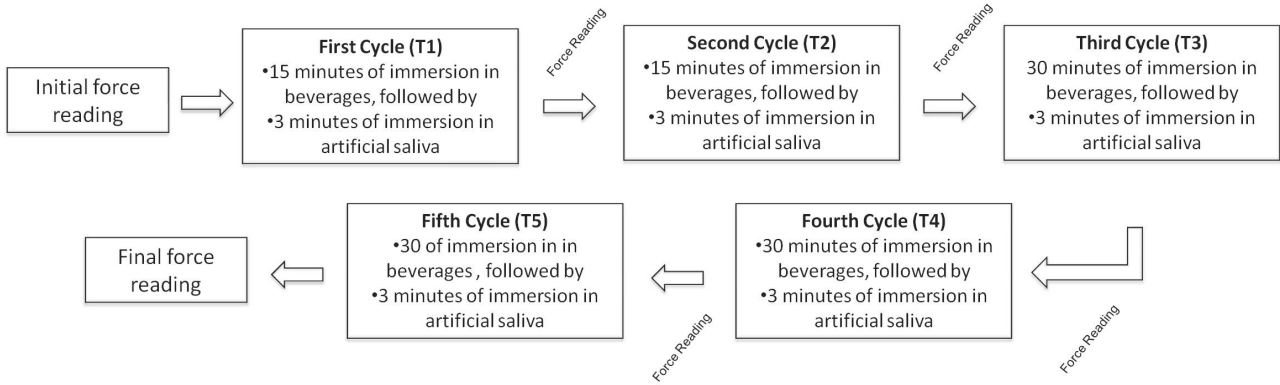 Initial force
reading
First Cycle (T1)
•15 minutes of immersion in
beverages, followed by
•3 minutes of immersion in
artificial saliva
Force Reading
Second Cycle (T2)
•15 minutes of immersion in
beverages, followed by
•3 minutes of immersion in
artificial saliva
Force Reading
Third Cycle (T3)
30 minutes of immersion in
beverages, followed by
•3 minutes of immersion in
artificial saliva
Force Reading
Fourth Cycle (T4)
•30 minutes of immersion in
beverages, followed by
•3 minutes of immersion in
artificial saliva
Force Reading
Fifth Cycle (T5)
•30 of immersion in in
beverages , followed by
•3 minutes of immersion in
artificial saliva
Final force
reading